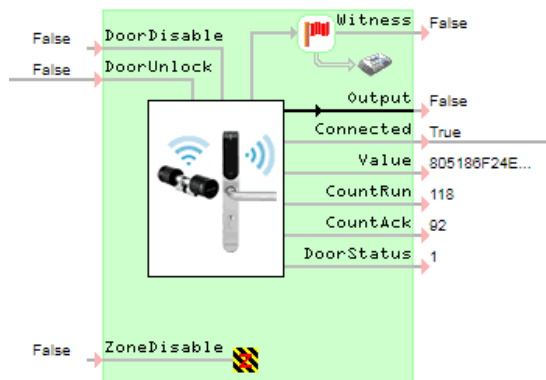 Witness False
False DoorDisable
False DoorUnlock
Output False
Connected True
Value 805186F24E...
CountRun 118
CountAck 92
DoorStatus 1
False ZoneDisable